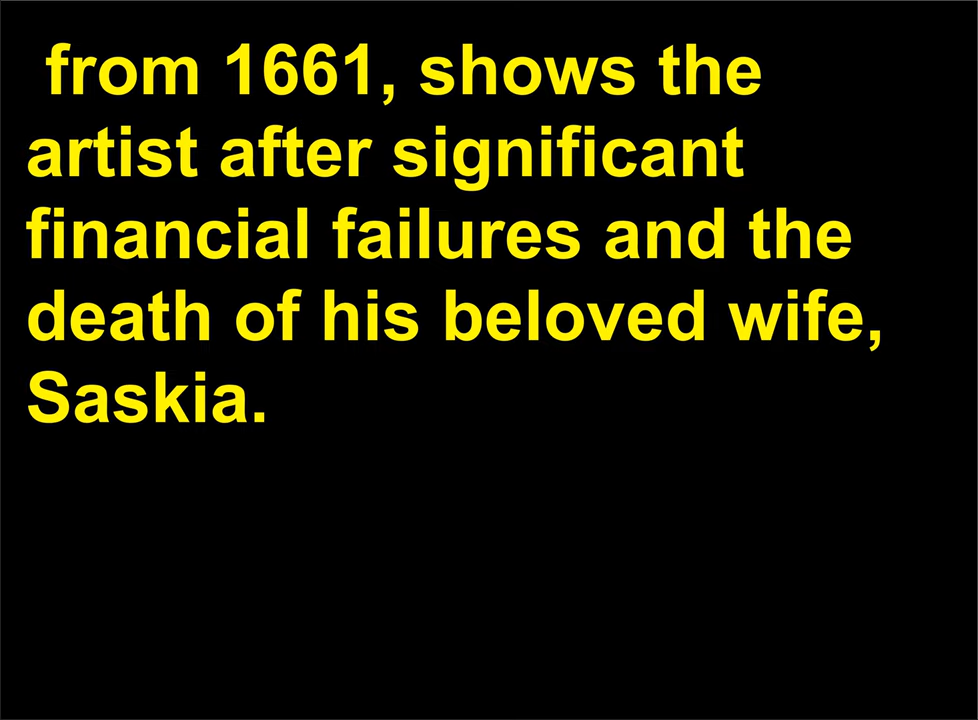 from 1661, shows the
artist after significant
financial failures and the
death of his beloved wife,
Saskia.